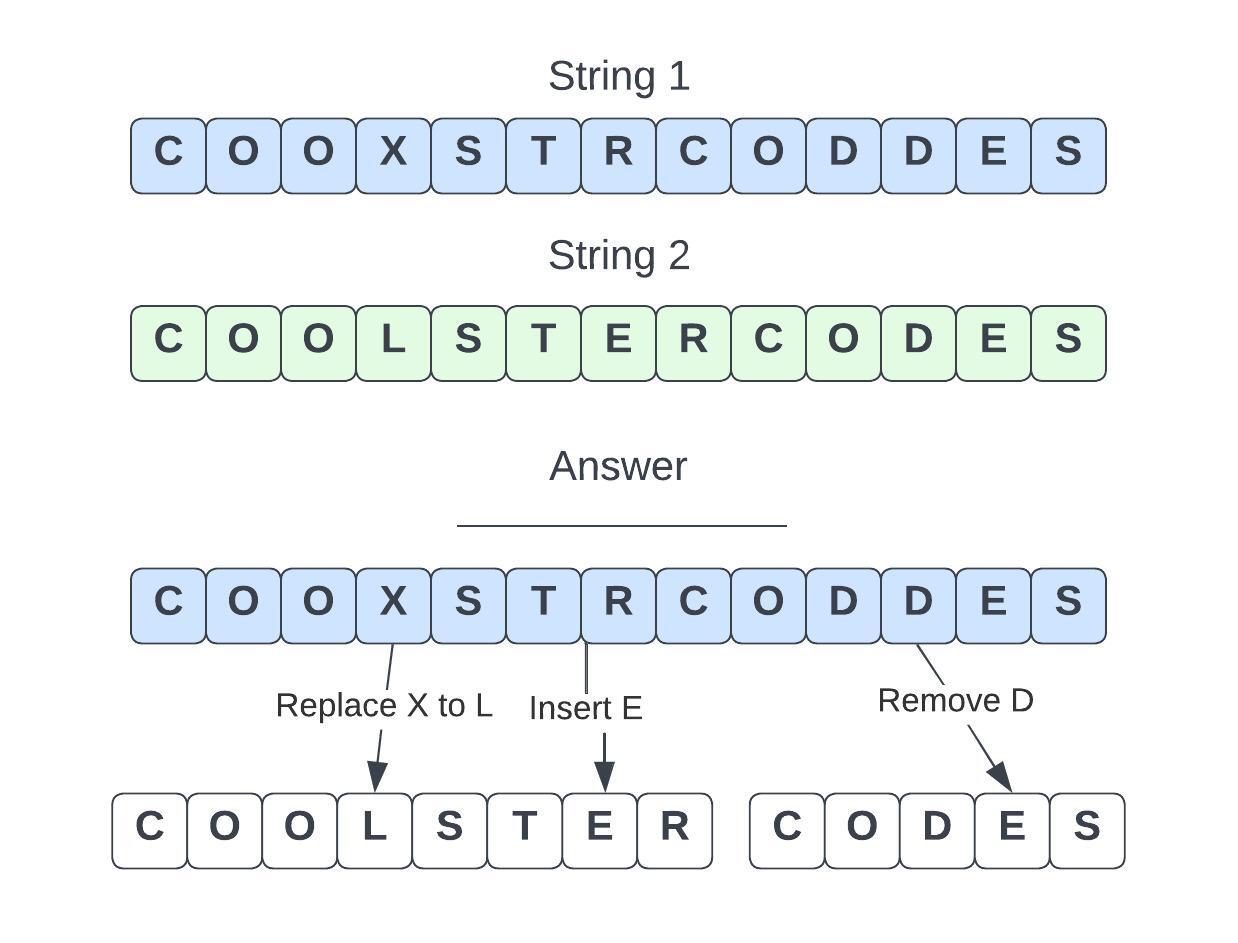 String 1
C O O X S T R C O D D E S
String 2
C O O L S T E R C O D E S
Answer
C O O X S T R C O D D E S
Replace X to L Insert E Remove D
C O O L S T E R C O D E S